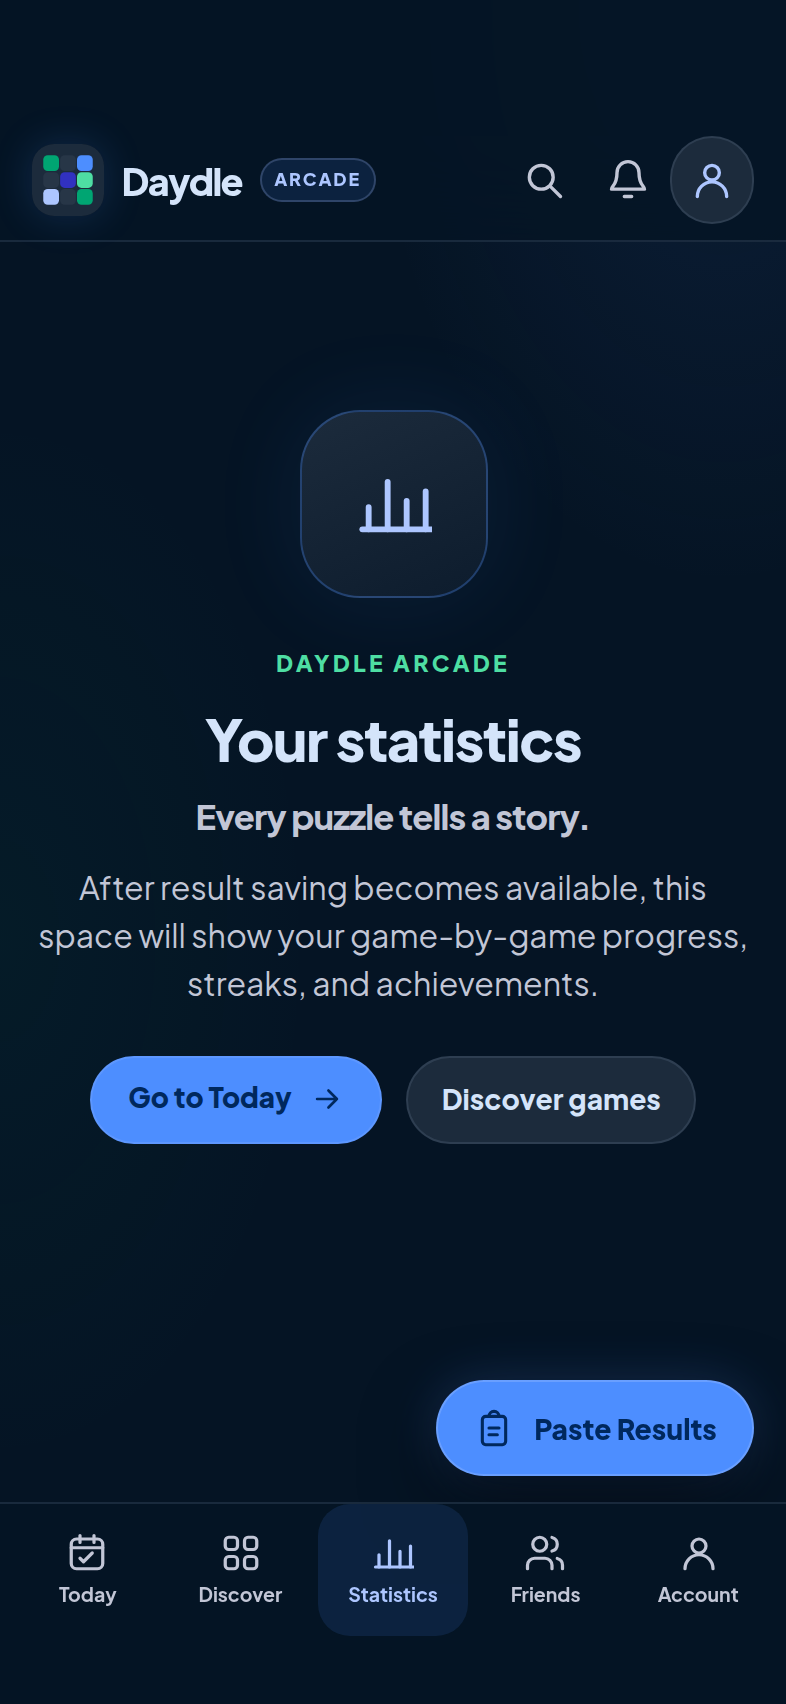 Daydle
ARCADE
DAYDLE ARCADE
Your statistics
Every puzzle tells a story.
After result saving becomes available, this
space will show your game-by-game progress,
streaks, and achievements.
Go to Today →
Discover games
Paste Results
Today
Discover
Statistics
Friends
Account